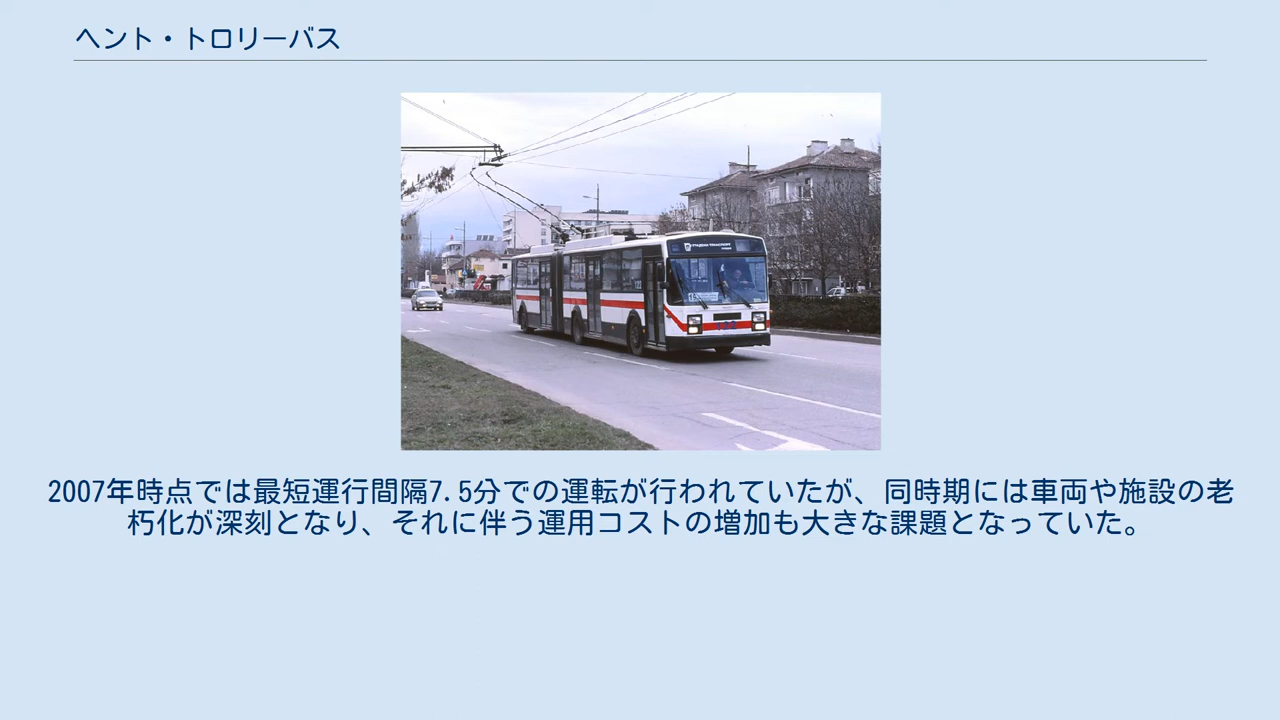 ヘント・トロリーバス
2007年時点では最短運行間隔7.5分での運転が行われていたが、同時期には車両や施設の老
朽化が深刻となり、それに伴う運用コストの増加も大きな課題となっていた。